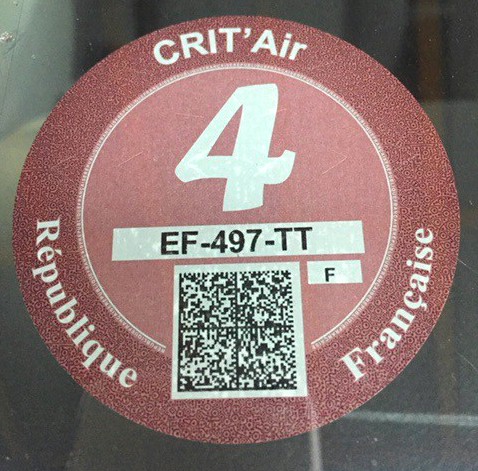 CRIT'Air
4
EF-497-TT
F
République
Française